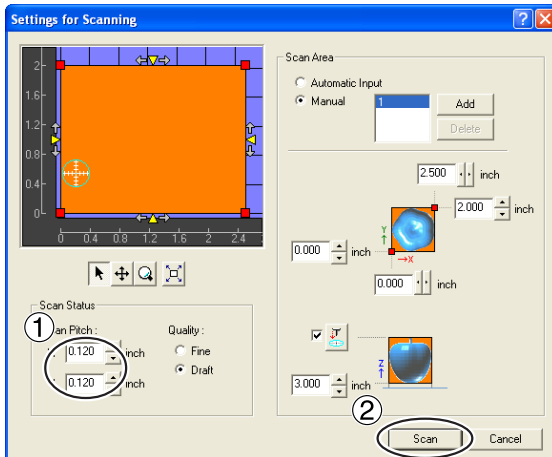 Settings for Scanning
2
1.6
1.2
0.8
0.4
0
0 0.4 0.8 1.2 1.6 2 2.4
Scan Status
1
an Pitch :
0.120 inch
0.120 inch
Quality :
Fine
Draft
Scan Area
Automatic Input
Manual
1
Add
Delete
2.500 inch
2.000 inch
Y
0.000 inch
→X
0.000 inch
Z
3.000 inch
2
Scan
Cancel